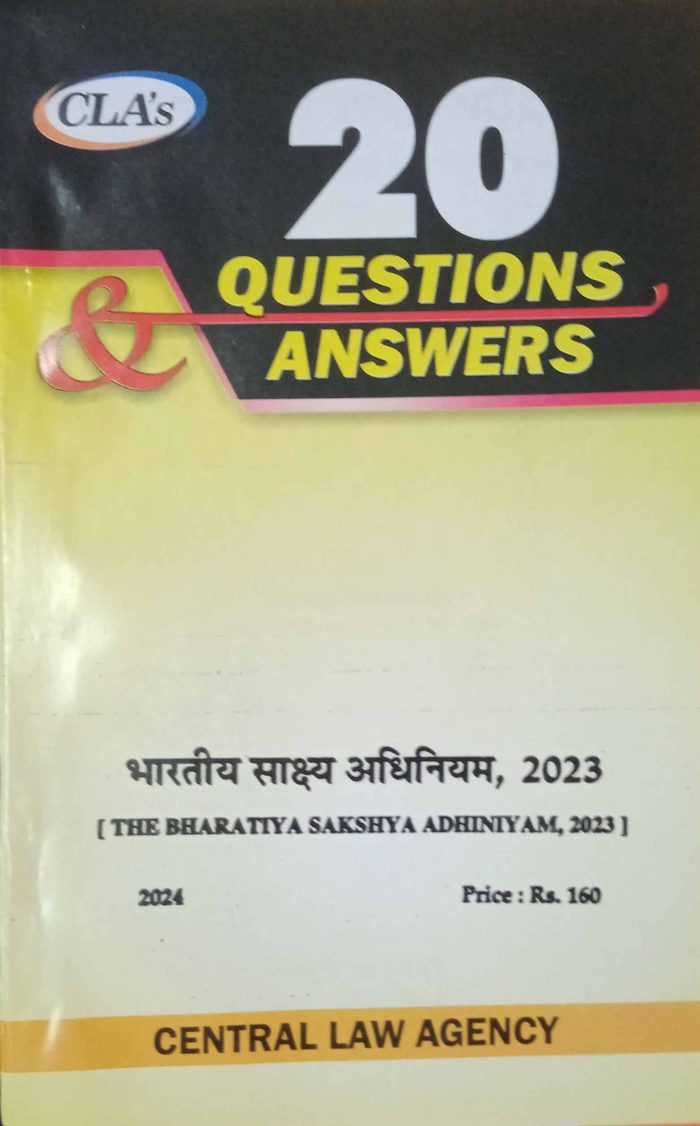 CLA's
20
QUESTIONS
& ANSWERS
भारतीय साक्ष्य अधिनियम, 2023
[ THE BHARATIYA SAKSHYA ADHINIYAM, 2023 ]
2024 Price : Rs. 160
CENTRAL LAW AGENCY